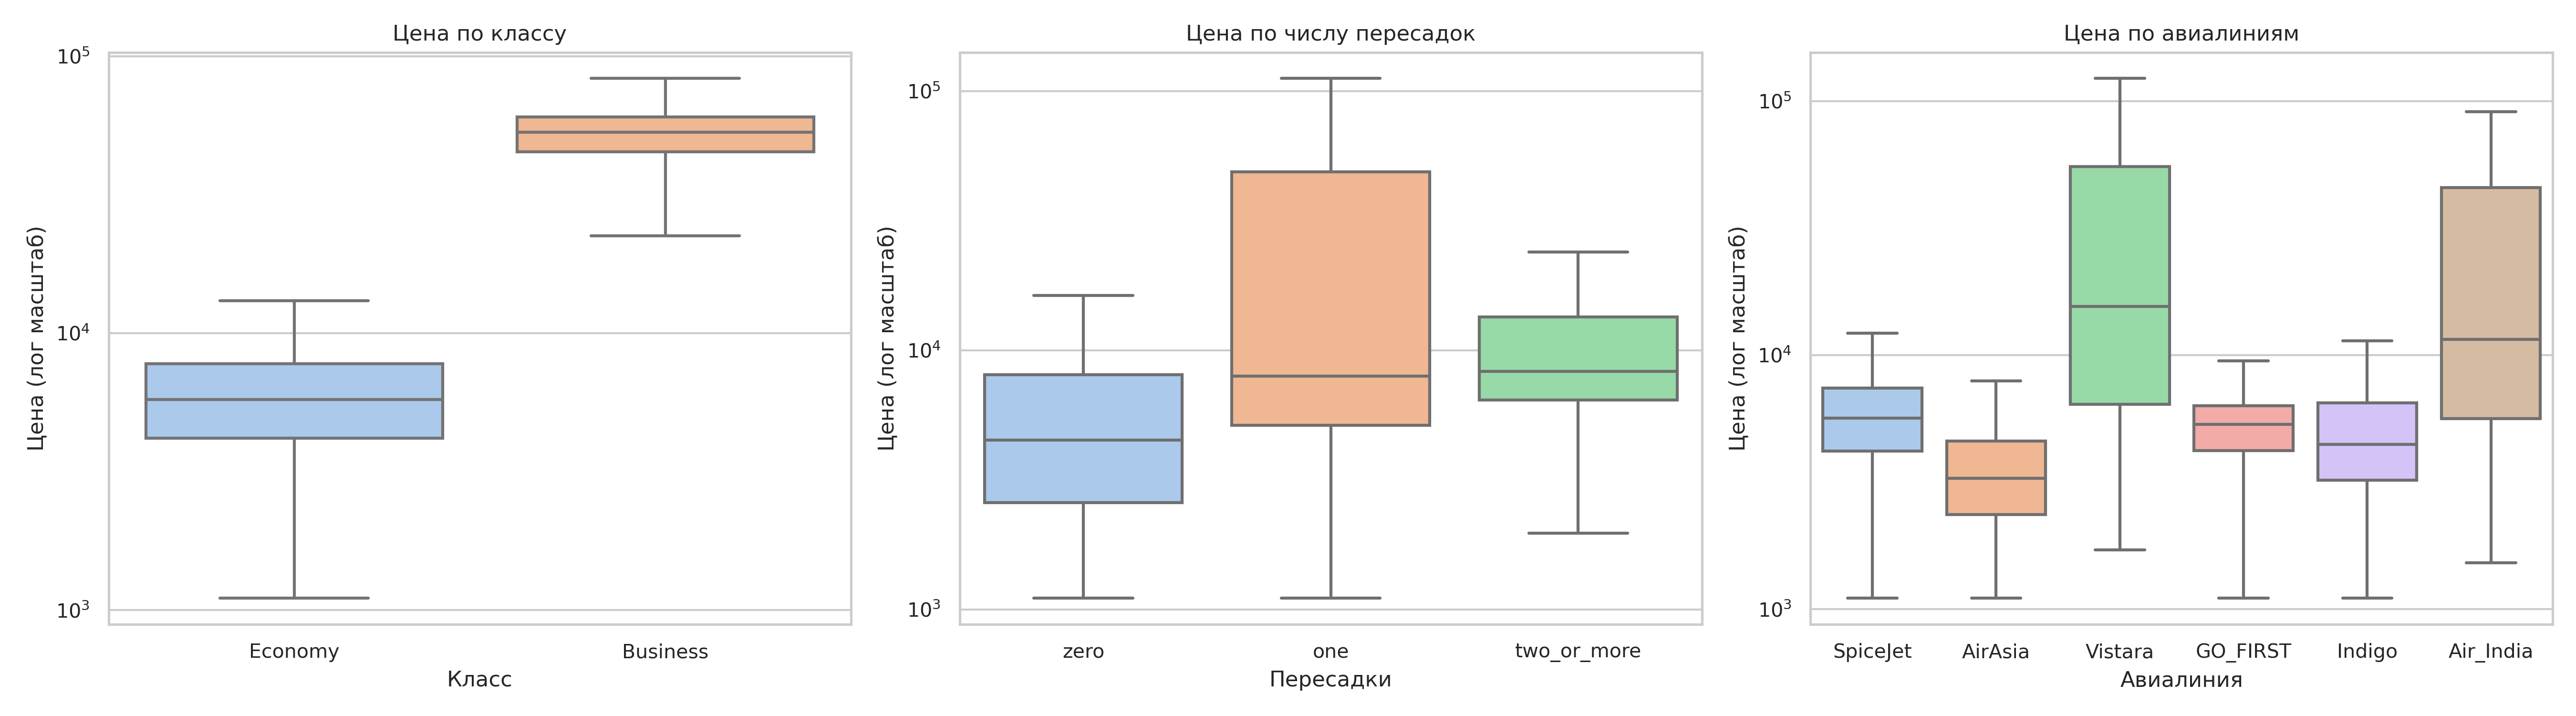 Цена по классу
Цена (лог масштаб)
10⁵
10⁴
10³
Economy
Business
Класс
Цена по числу пересадок
Цена (лог масштаб)
10⁵
10⁴
10³
zero
one
two_or_more
Пересадки
Цена по авиалиниям
Цена (лог масштаб)
10⁵
10⁴
10³
SpiceJet
AirAsia
Vistara
GO_FIRST
Indigo
Air_India
Авиалиния